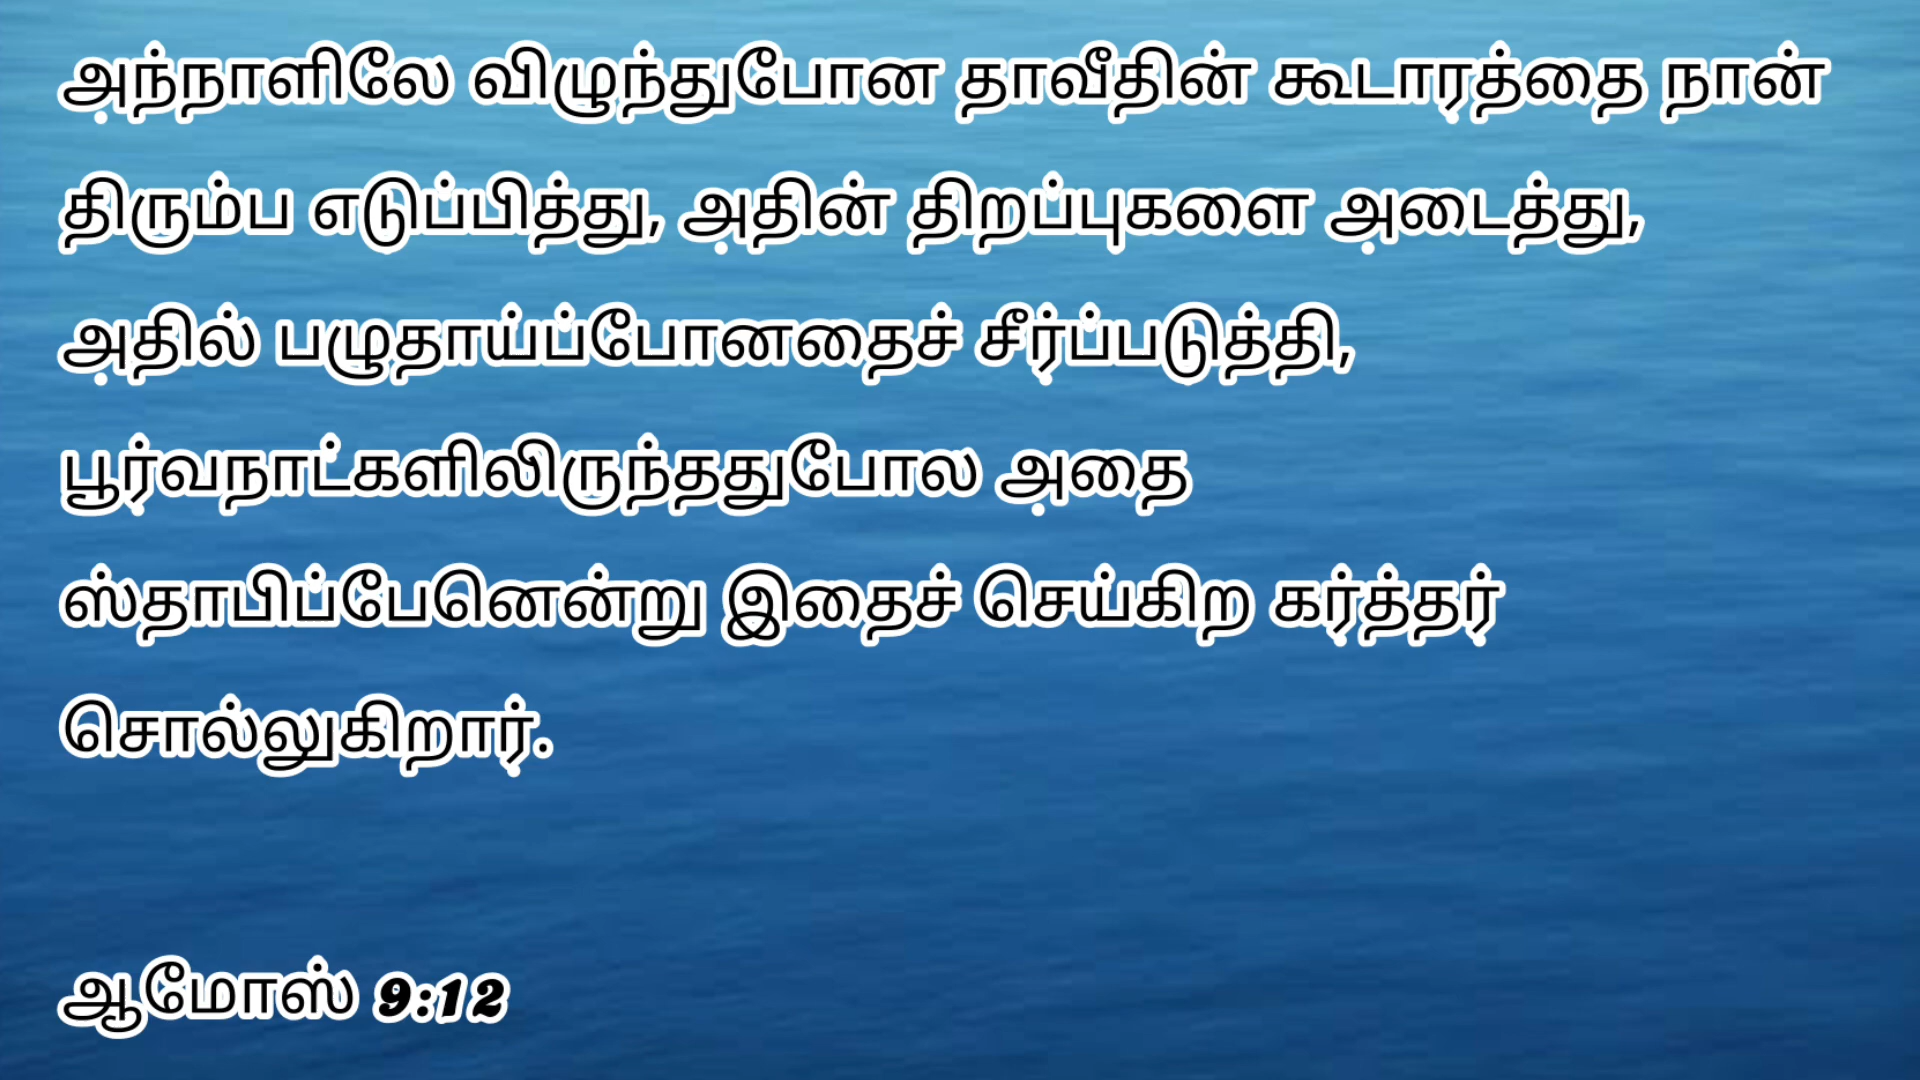 அந்நாளிலே விழுந்துபோன தாவீதின் கூடாரத்தை நான்
திரும்ப எடுப்பித்து, அதின் திறப்புகளை அடைத்து,
அதில் பழுதாய்ப்போனதைச் சீர்ப்படுத்தி,
பூர்வநாட்களிலிருந்ததுபோல அதை
ஸ்தாபிப்பேனென்று இதைச் செய்கிற கர்த்தர்
சொல்லுகிறார்.
ஆமோஸ் 9:12